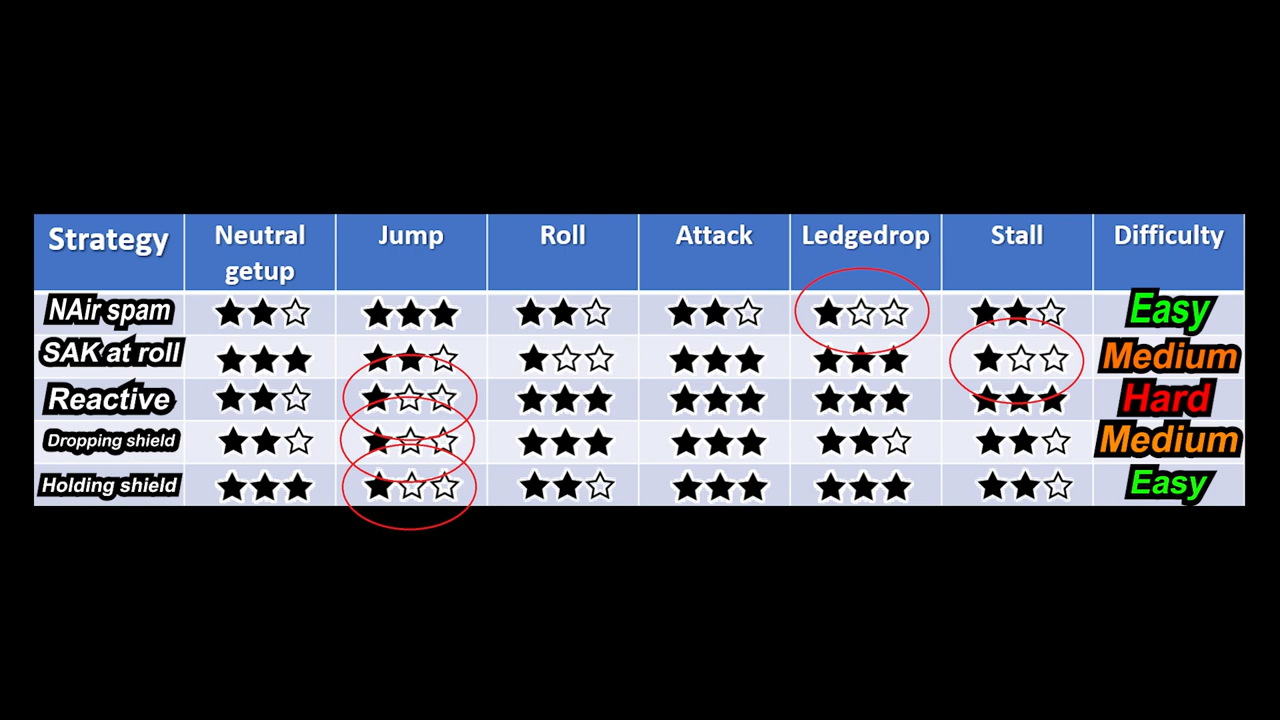 Strategy Neutral getup Jump Roll Attack Ledgedrop Stall Difficulty
NAir spam ★★☆ ★★★ ★★☆ ★★☆ ★☆☆ ★★☆ Easy
SAK at roll ★★★ ★★☆ ★☆☆ ★★★ ★★★ ★☆☆ Medium
Reactive ★★☆ ★☆☆ ★★★ ★★★ ★★★ ★★★ Hard
Dropping shield ★★☆ ★☆☆ ★★★ ★★★ ★★☆ ★★☆ Medium
Holding shield ★★★ ★☆☆ ★★☆ ★★★ ★★★ ★★☆ Easy